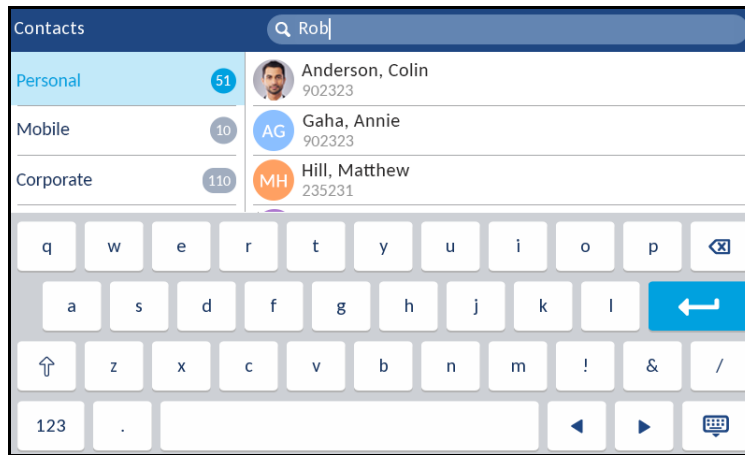 Contacts
Rob
Personal 51
Mobile 10
Corporate 110
Anderson, Colin
902323
AG Gaha, Annie
902323
MH Hill, Matthew
235231
q w e r t y u i o p
a s d f g h j k l
z x c v b n m ! & /
123 .